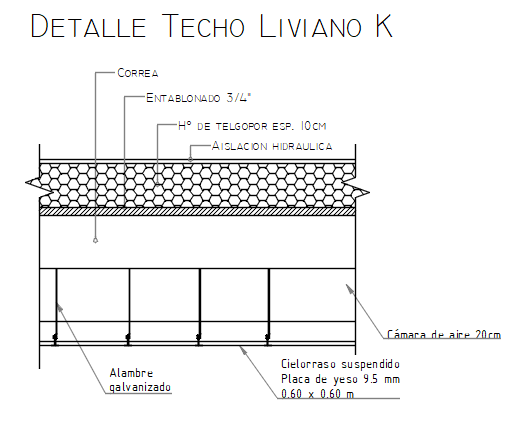 Detalle Techo Liviano K
Correa
Entablonado 3/4"
Hº de telgopor esp. 10cm
Aislacion hidraulica
Cámara de aire 20cm
Cielorraso suspendido
Placa de yeso 9.5 mm
0.60 x 0.60 m
Alambre
galvanizado